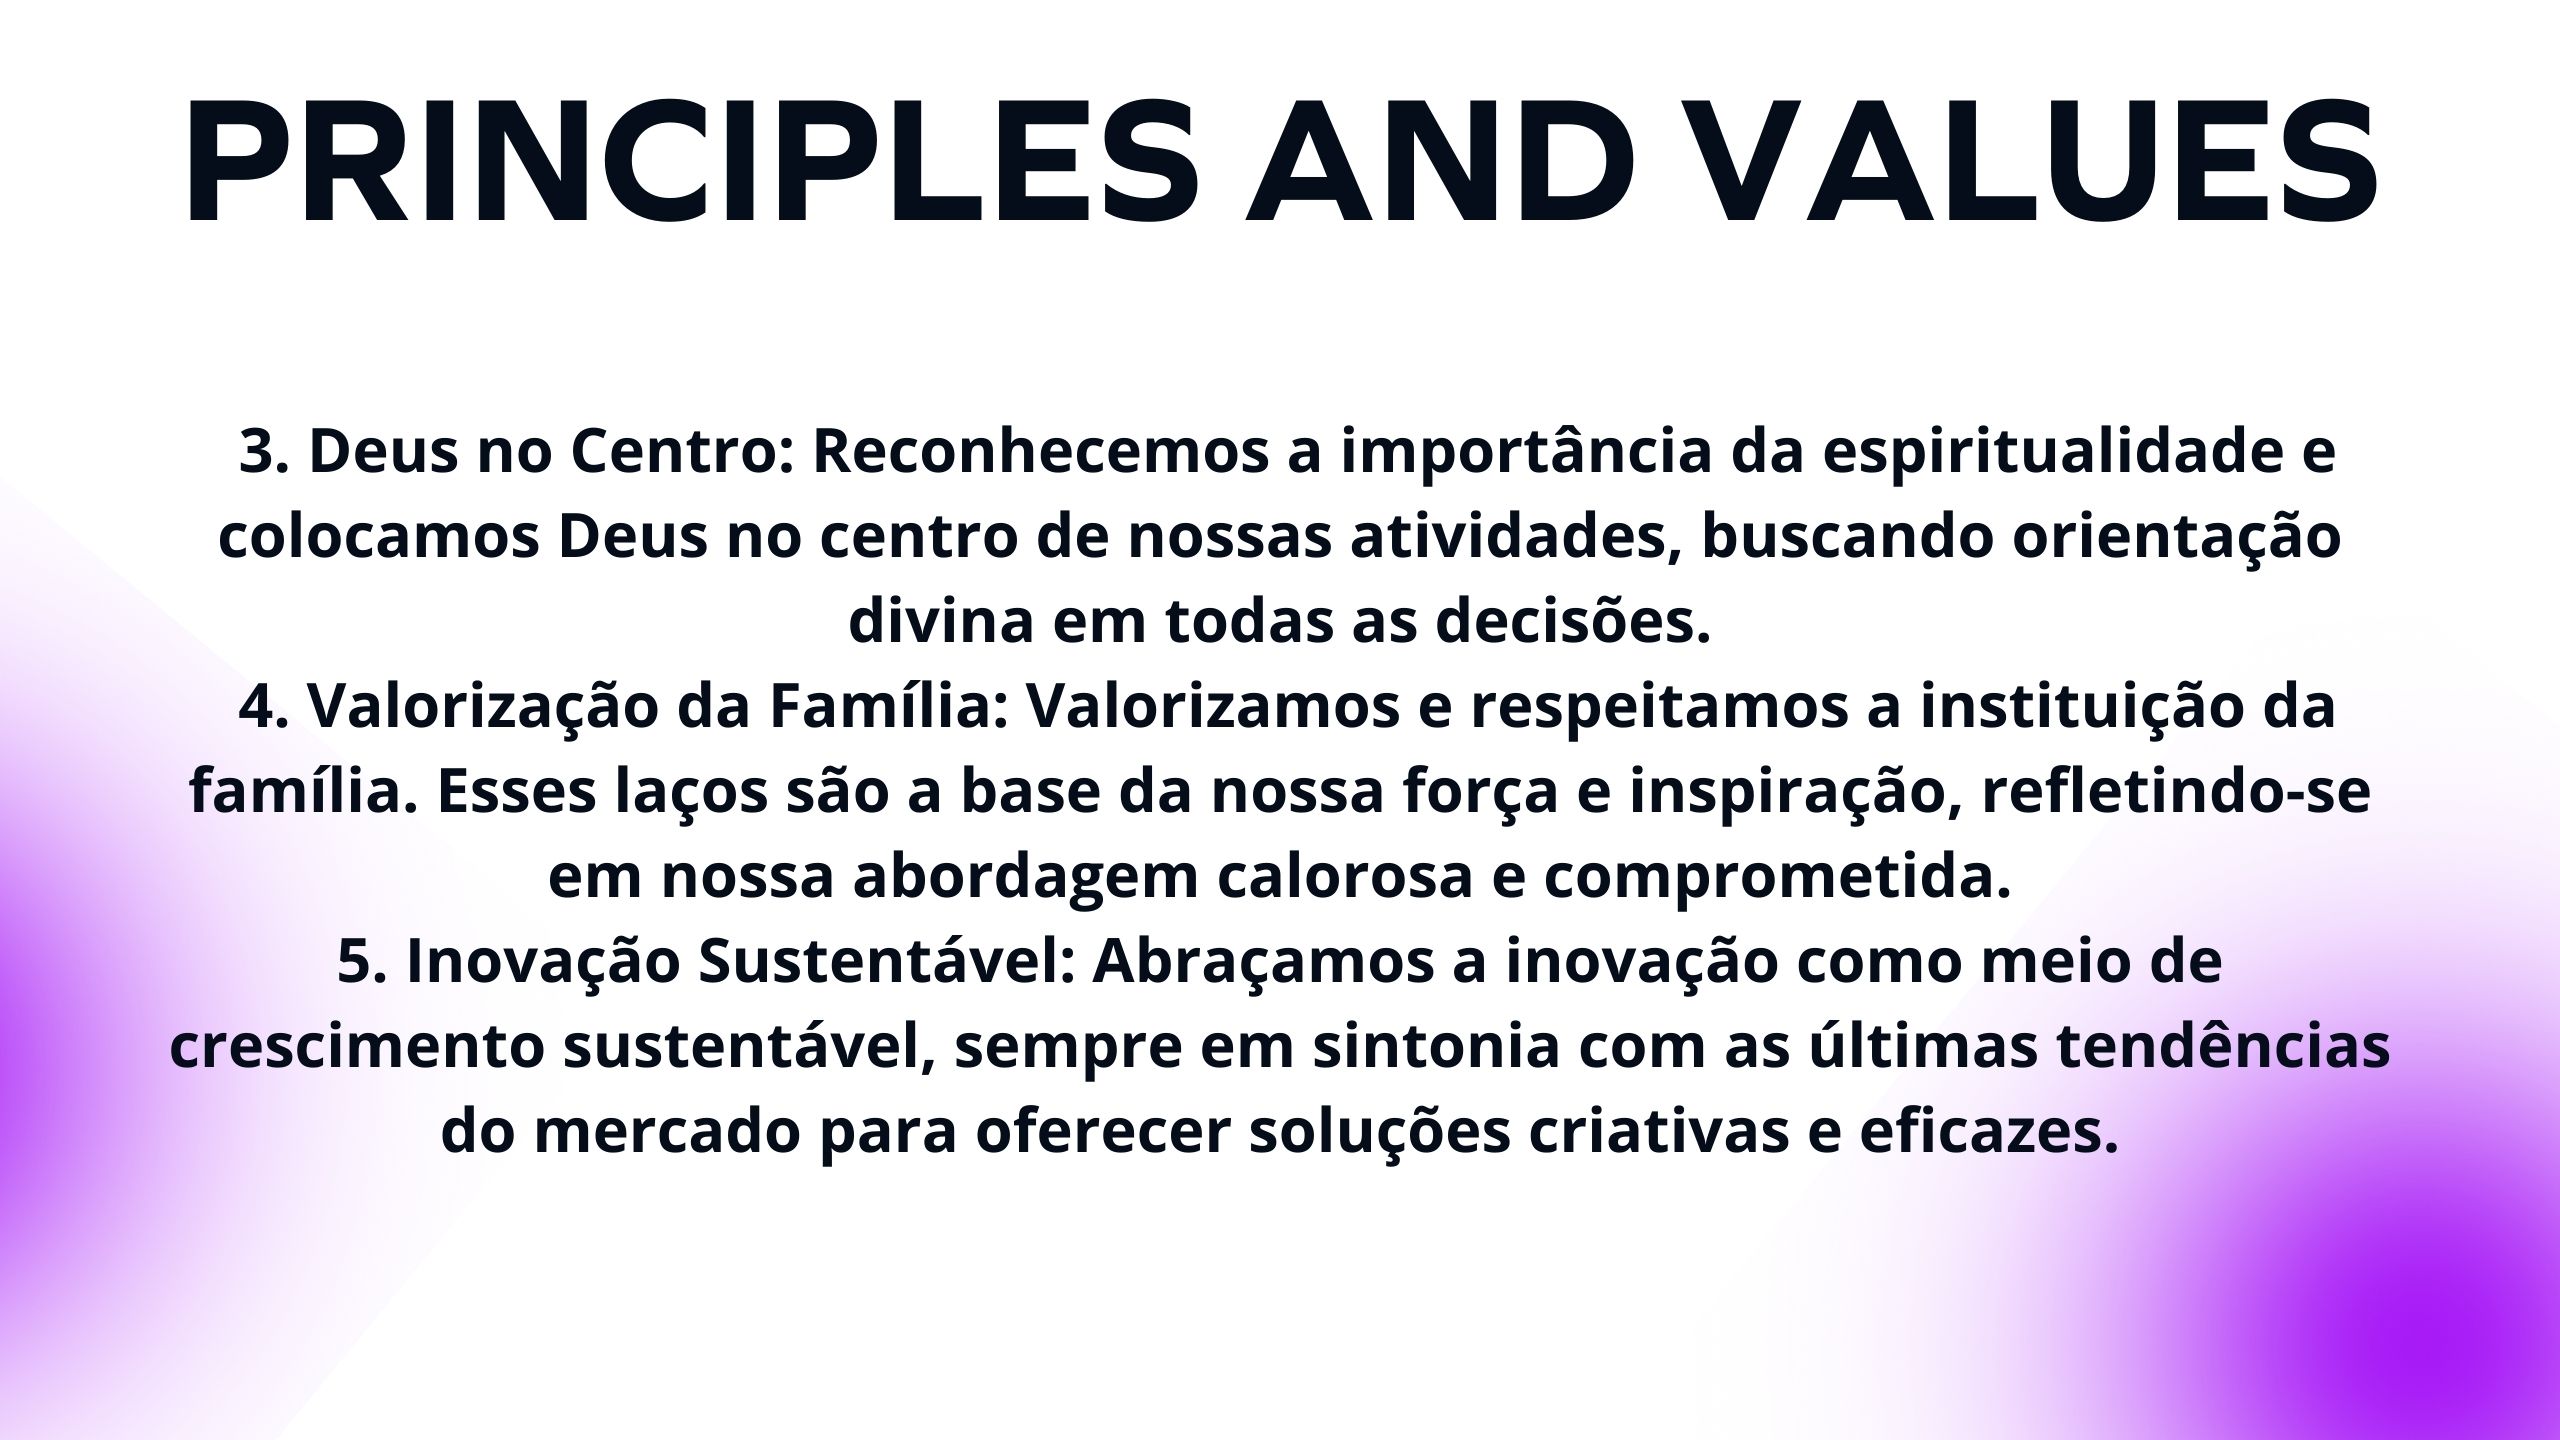 PRINCIPLES AND VALUES
3. Deus no Centro: Reconhecemos a importância da espiritualidade e
colocamos Deus no centro de nossas atividades, buscando orientação
divina em todas as decisões.
4. Valorização da Família: Valorizamos e respeitamos a instituição da
família. Esses laços são a base da nossa força e inspiração, refletindo-se
em nossa abordagem calorosa e comprometida.
5. Inovação Sustentável: Abraçamos a inovação como meio de
crescimento sustentável, sempre em sintonia com as últimas tendências
do mercado para oferecer soluções criativas e eficazes.